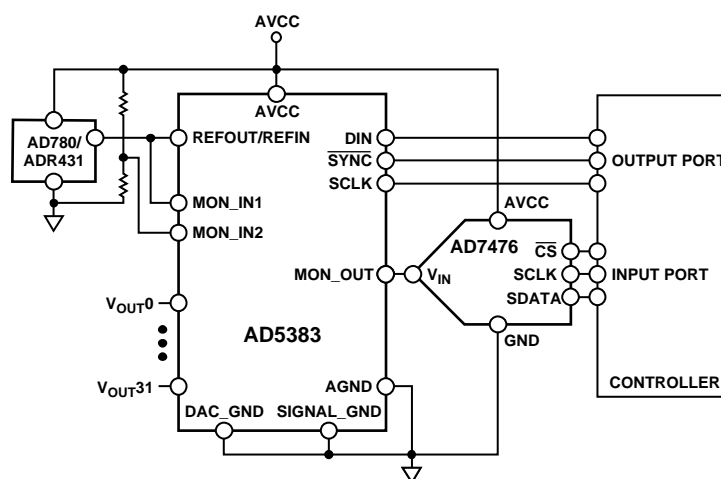 AVCC
AVCC
AD780/
ADR431
REFOUT/REFIN
DIN
SYNC
OUTPUT PORT
SCLK
MON_IN1
AVCC
MON_IN2
AD7476
CS
MON_OUT
VIN
SCLK
INPUT PORT
SDATA
VOUT0
AD5383
GND
VOUT31
AGND
CONTROLLER
DAC_GND
SIGNAL_GND